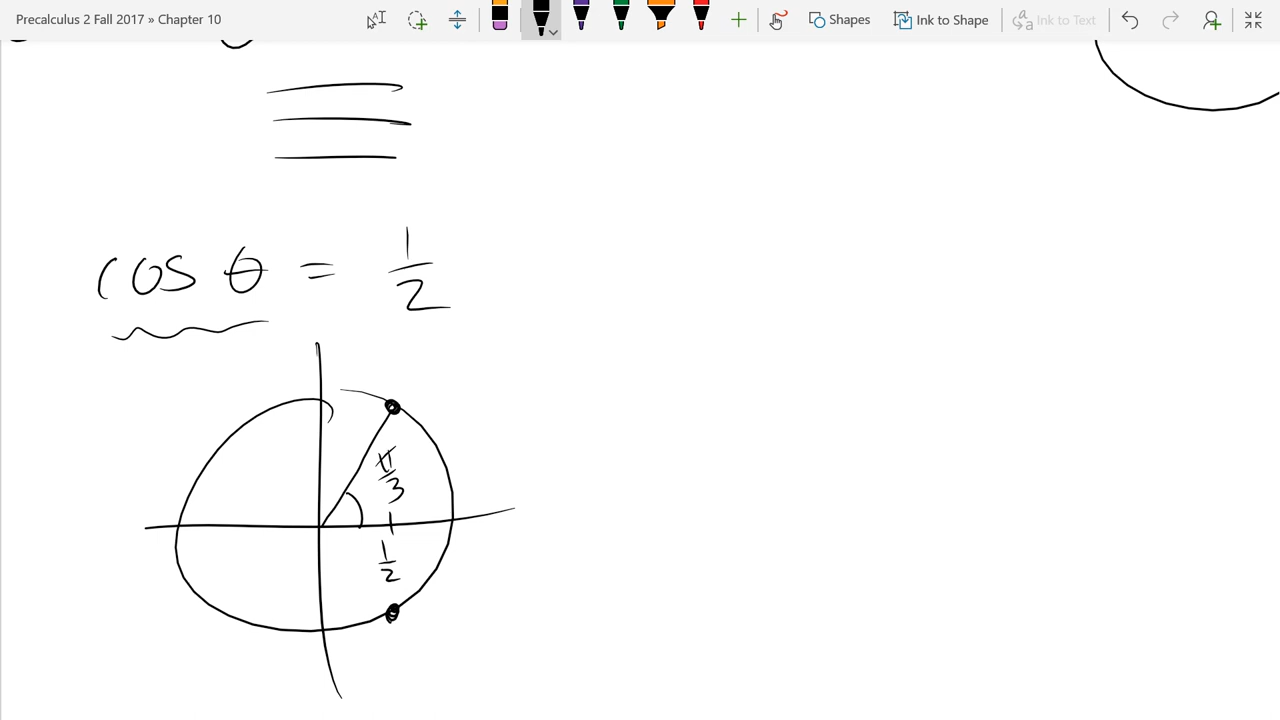 Precalculus 2 Fall 2017 » Chapter 10
Shapes
Ink to Shape
Ink to Text
cos θ = 1/2
π/3
1/2